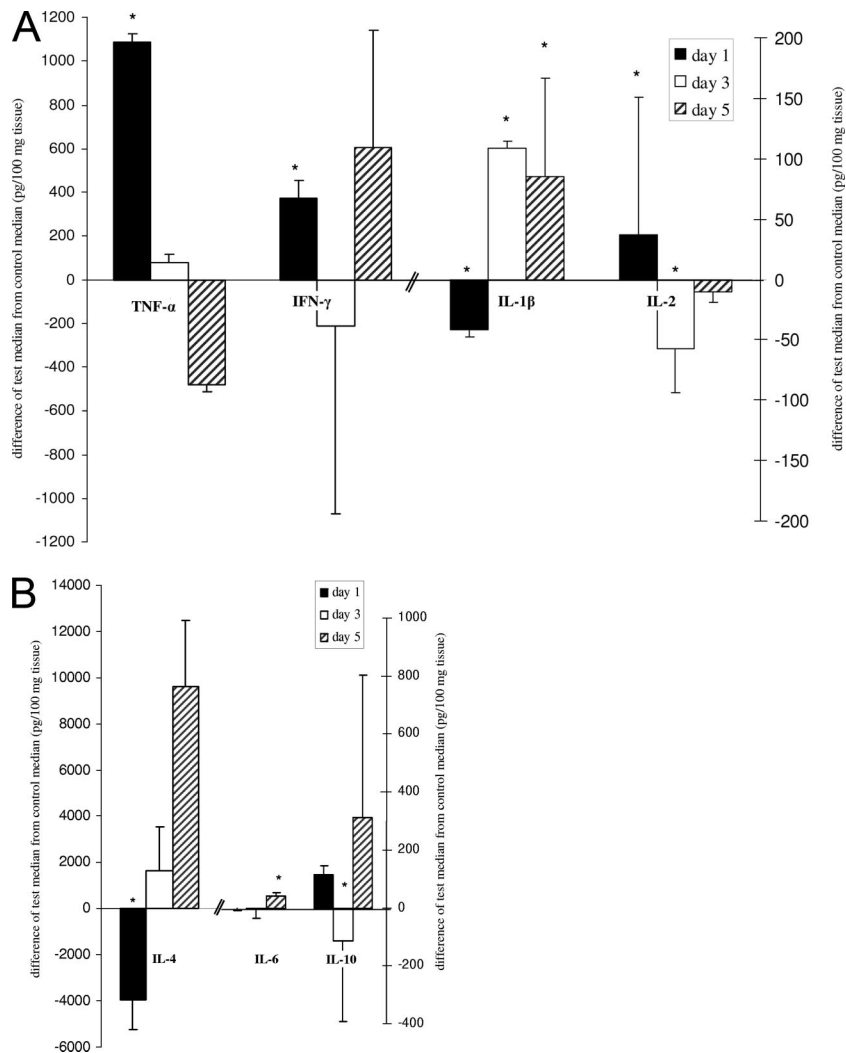 A
1200
1000
800
600
400
200
0
-200
-400
-600
-800
-1000
-1200
difference of test median from control median (pg/100 mg tissue)
* * * * * * *
day 1
day 3
day 5
TNF-α IFN-γ IL-1β IL-2
200
150
100
50
0
-50
-100
-150
-200
difference of test median from control median (pg/100 mg tissue)
B
14000
12000
10000
8000
6000
4000
2000
0
-2000
-4000
-6000
difference of test median from control median (pg/100 mg tissue)
day 1
day 3
day 5
* * *
IL-4 IL-6 IL-10
1000
800
600
400
200
0
-200
-400
difference of test median from control median (pg/100 mg tissue)